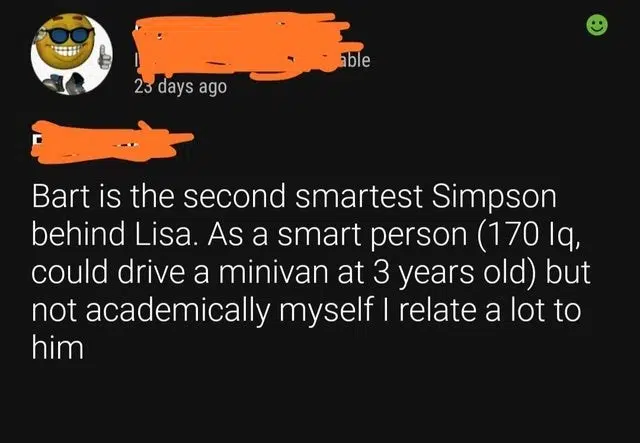 able
23 days ago
Bart is the second smartest Simpson
behind Lisa. As a smart person (170 Iq,
could drive a minivan at 3 years old) but
not academically myself I relate a lot to
him